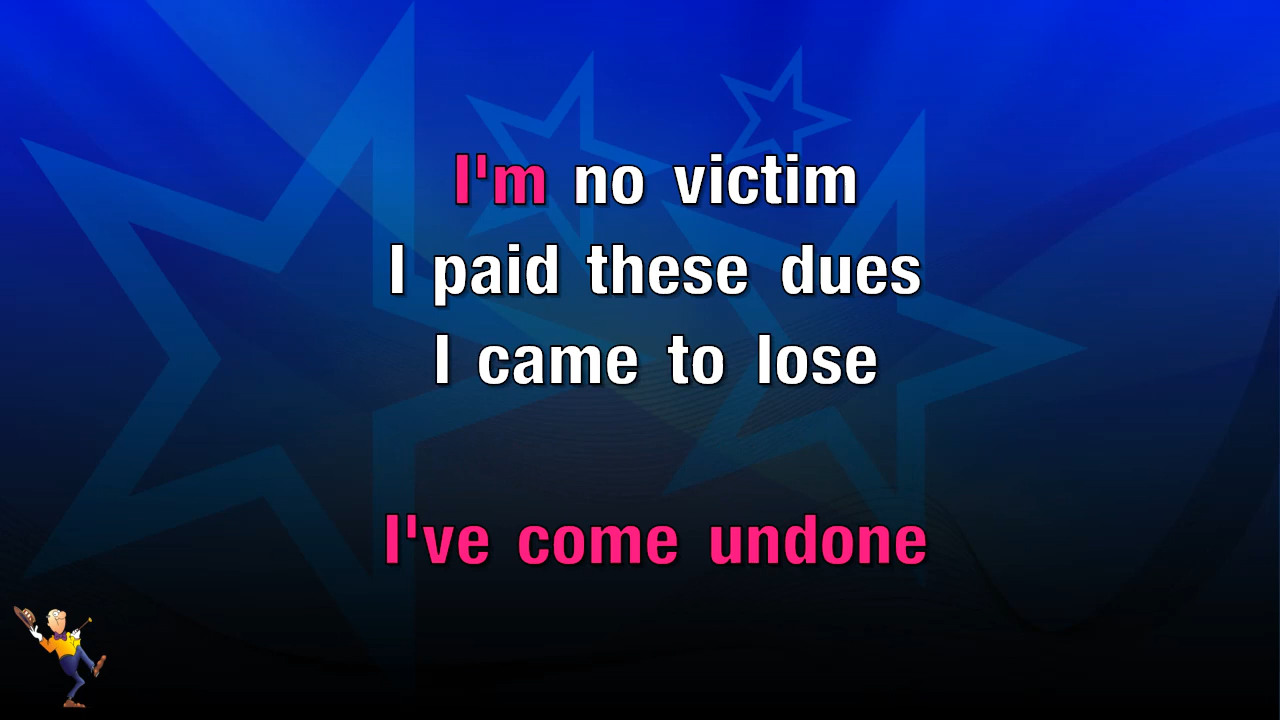 I'm no victim
I paid these dues
I came to lose
I've come undone